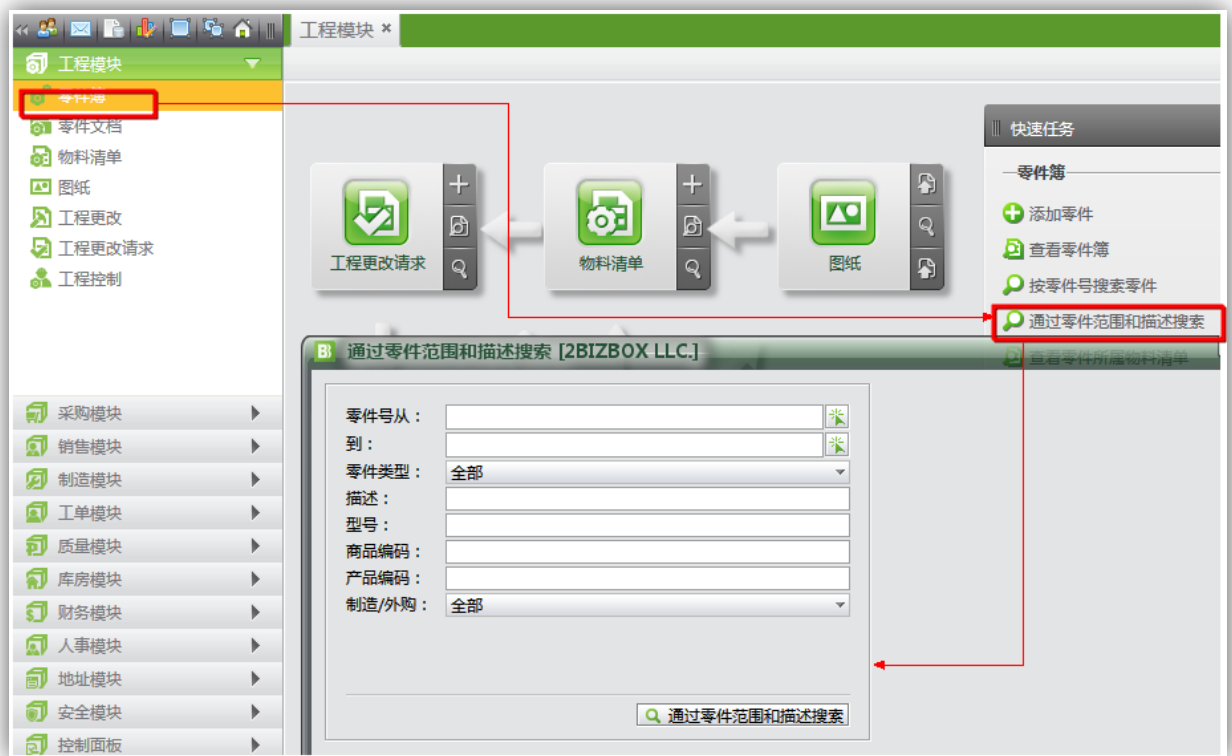 工程模块
工程模块
零件簿
零件文档
物料清单
图纸
工程更改
工程更改请求
工程控制
采购模块
销售模块
制造模块
工单模块
质量模块
库房模块
财务模块
人事模块
地址模块
安全模块
控制面板
工程更改请求
物料清单
图纸
快速任务
零件簿
添加零件
查看零件簿
按零件号搜索零件
通过零件范围和描述搜索
查看零件所属物料清单
通过零件范围和描述搜索 [2BIZBOX LLC.]
零件号从：
到：
零件类型： 全部
描述：
型号：
商品编码：
产品编码：
制造/外购： 全部
通过零件范围和描述搜索